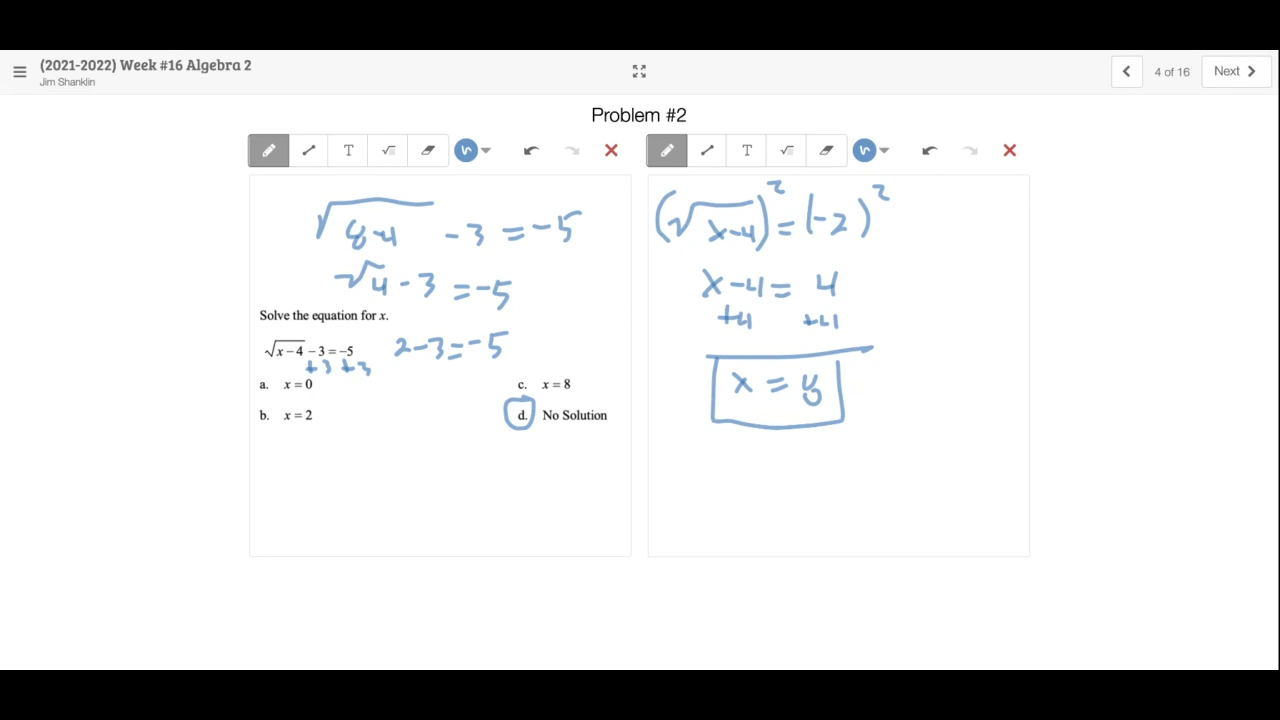 (2021-2022) Week #16 Algebra 2
Jim Shanklin
4 of 16
Next
Problem #2
T
√
T
√
√8-4 - 3 = -5
√4 - 3 = -5
Solve the equation for x.
√x – 4 – 3 = –5
2 - 3 = -5
+3 +3
a. x = 0
c. x = 8
b. x = 2
d. No Solution
(√x-4)² = (-2)²
x - 4 = 4
+4 +4
x = 8